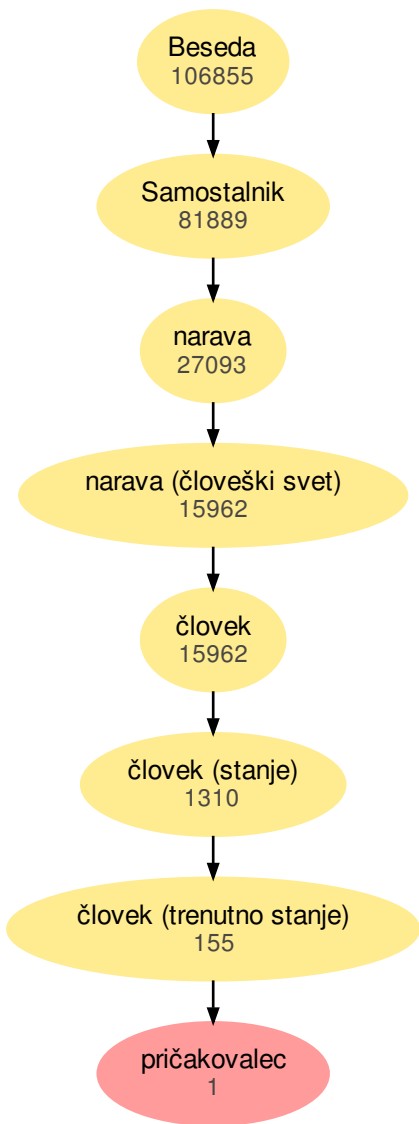 Beseda
106855
Samostalnik
81889
narava
27093
narava (človeški svet)
15962
človek
15962
človek (stanje)
1310
človek (trenutno stanje)
155
pričakovalec
1